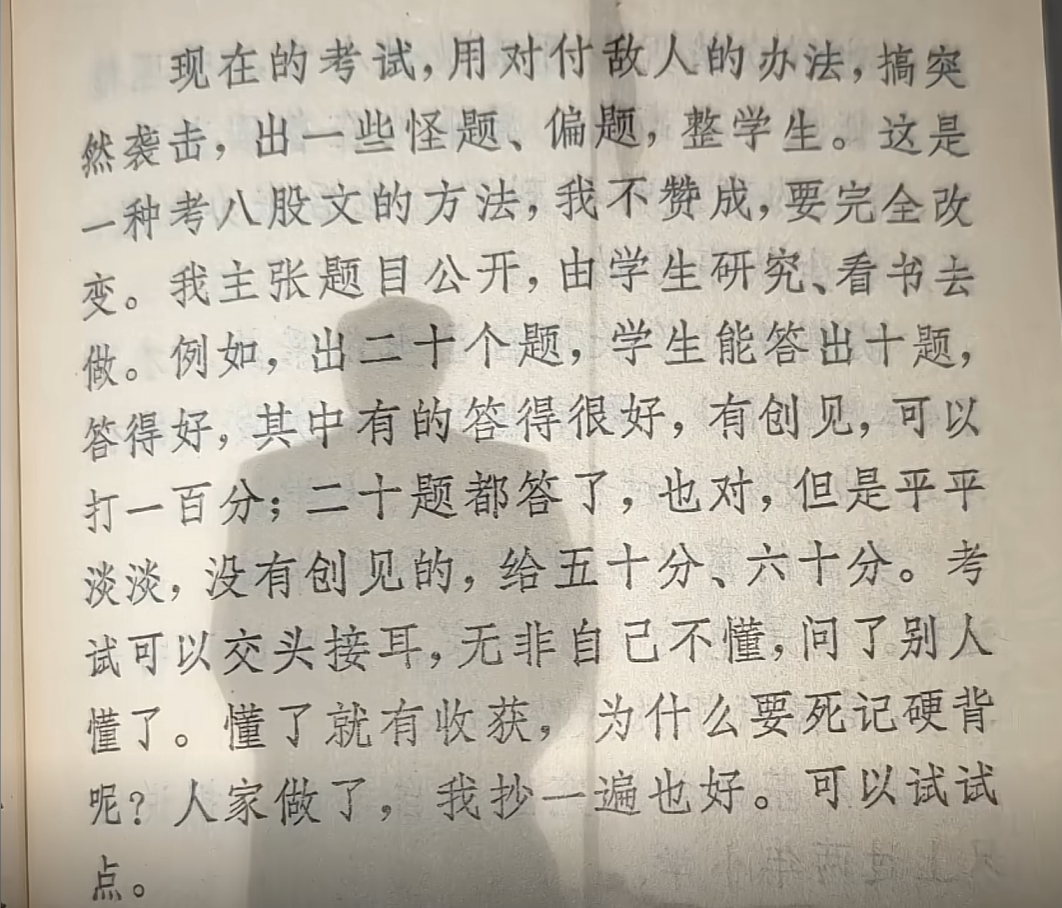 现在的考试，用对付敌人的办法，搞突
然袭击，出一些怪题、偏题，整学生。这是
一种考八股文的方法，我不赞成，要完全改
变。我主张题目公开，由学生研究、看书去
做。例如，出二十个题，学生能答出十题，
答得好，其中有的答得很好，有创见，可以
打一百分；二十题都答了，也对，但是平平
淡淡，没有创见的，给五十分、六十分。考
试可以交头接耳，无非自己不懂，问了别人
懂了。懂了就有收获，为什么要死记硬背
呢？人家做了，我抄一遍也好。可以试试
点。